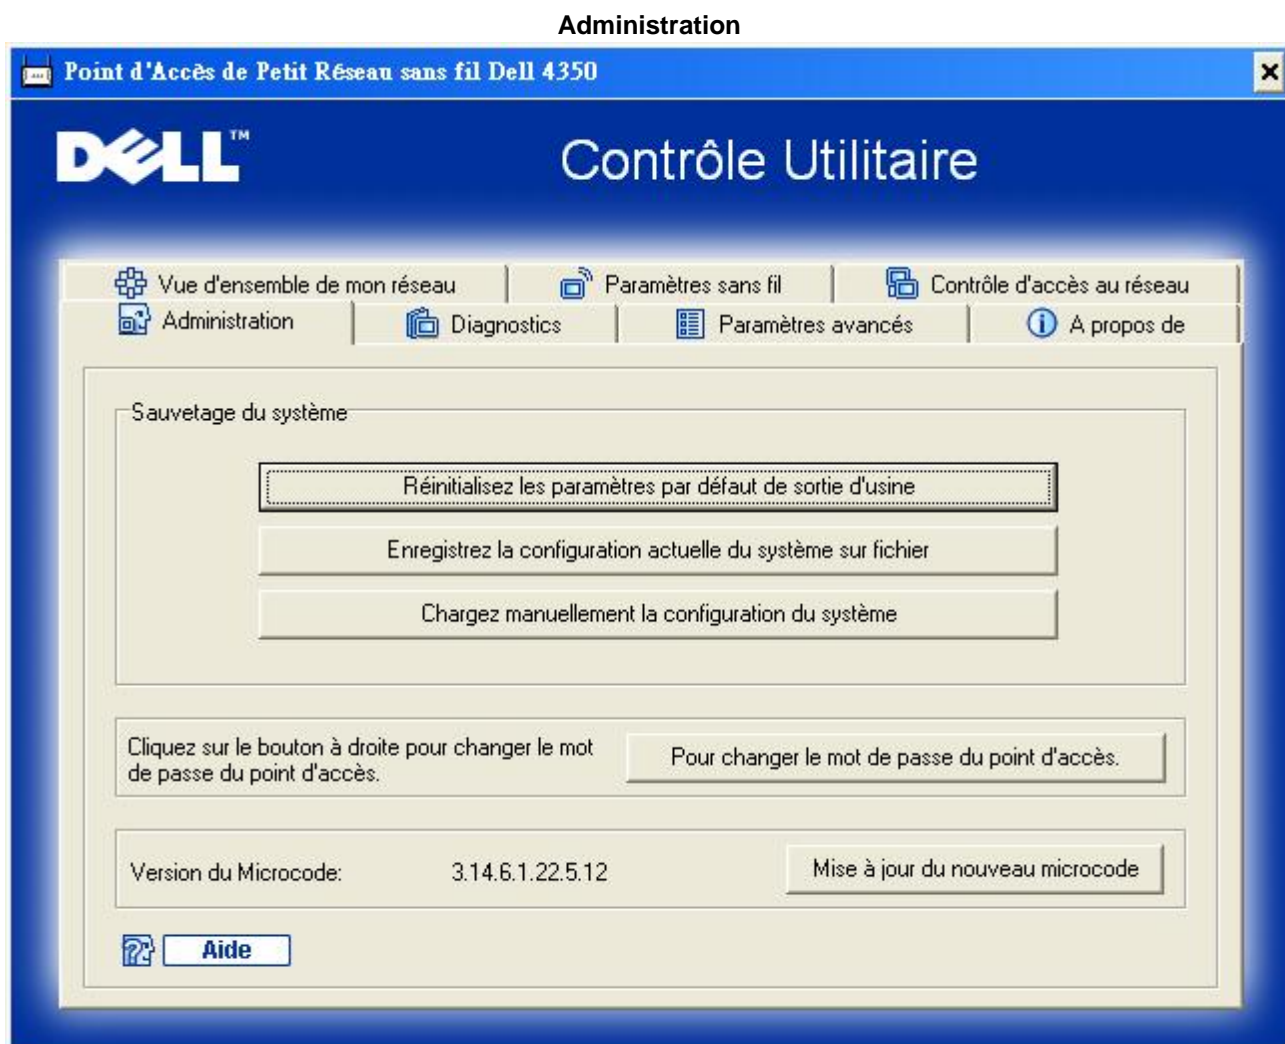 Administration
Point d'Accès de Petit Réseau sans fil Dell 4350
DELL™
Contrôle Utilitaire
Vue d'ensemble de mon réseau
Paramètres sans fil
Contrôle d'accès au réseau
Administration
Diagnostics
Paramètres avancés
A propos de
Sauvetage du système
Réinitialisez les paramètres par défaut de sortie d'usine
Enregistrez la configuration actuelle du système sur fichier
Chargez manuellement la configuration du système
Cliquez sur le bouton à droite pour changer le mot
de passe du point d'accès.
Pour changer le mot de passe du point d'accès.
Version du Microcode:
3.14.6.1.22.5.12
Mise à jour du nouveau microcode
Aide